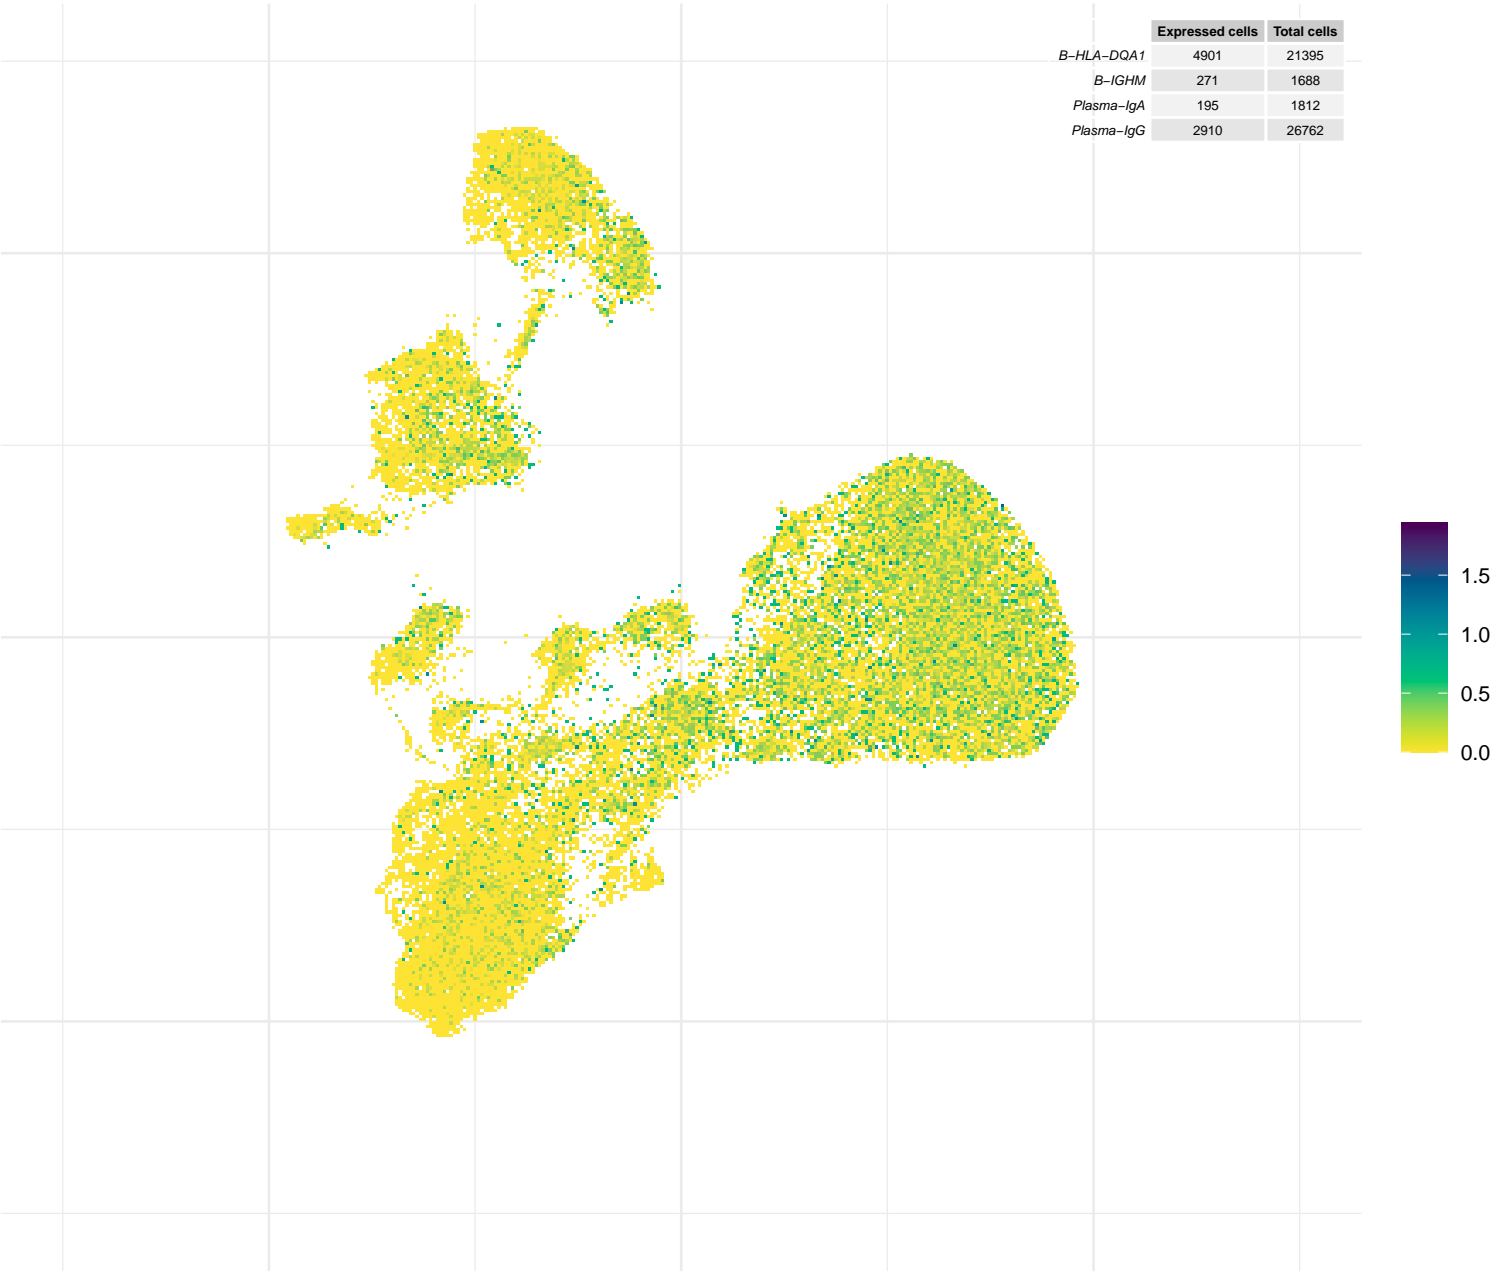 Expressed cells Total cells
B−HLA−DQA1 4901 21395
B−IGHM 271 1688
Plasma−IgA 195 1812
Plasma−IgG 2910 26762
1.5
1.0
0.5
0.0